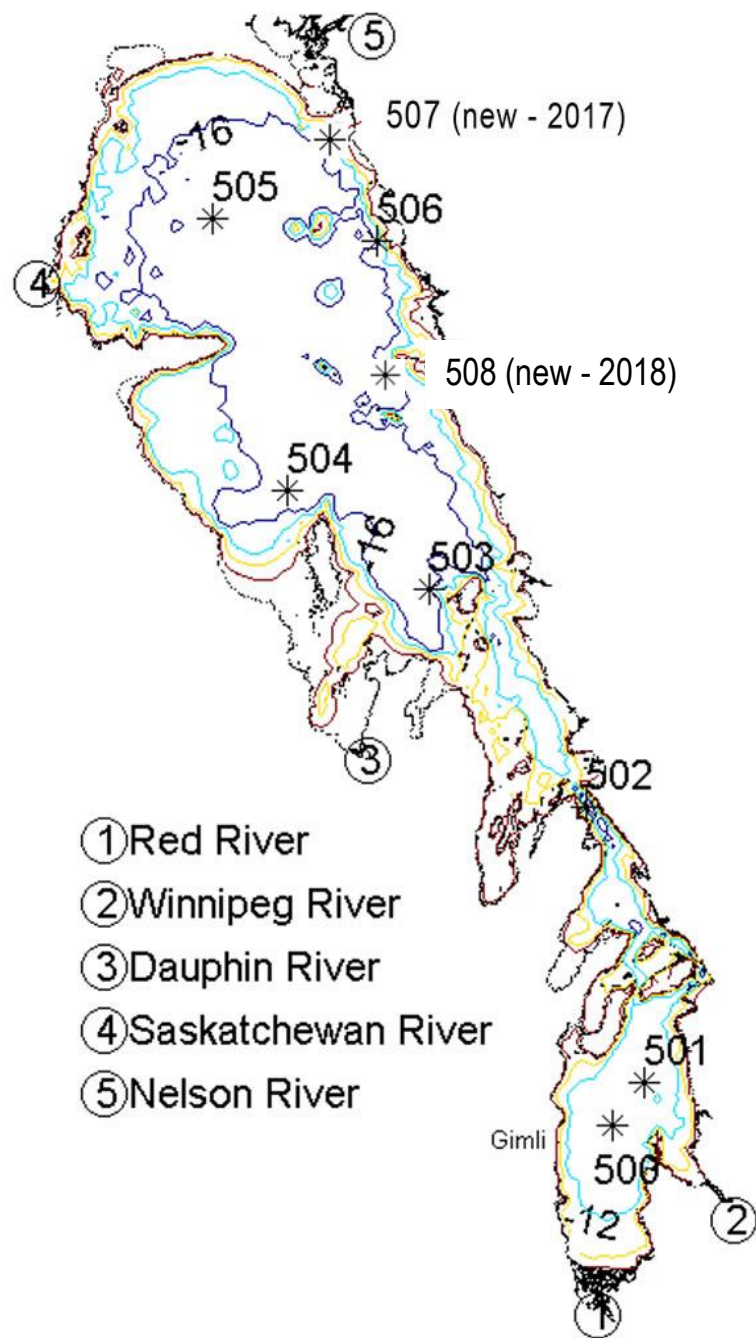 5
507 (new - 2017)
-16
505
506
4
508 (new - 2018)
504
-16
503
3
502
1 Red River
2 Winnipeg River
3 Dauphin River
4 Saskatchewan River
5 Nelson River
501
Gimli
500
2
-12
1